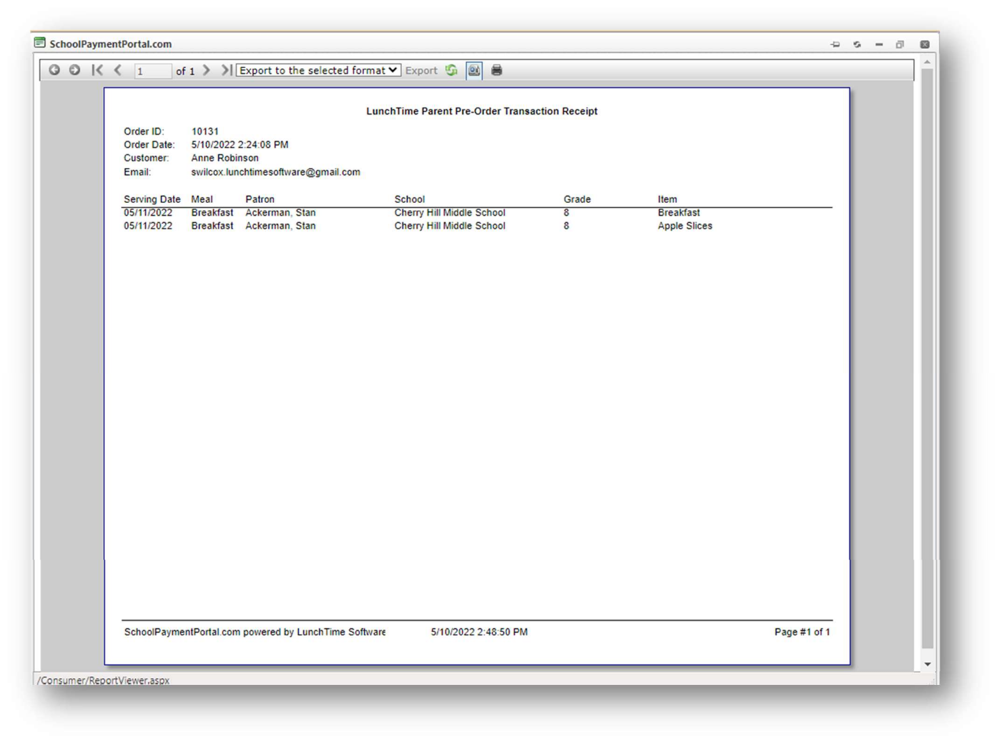 SchoolPaymentPortal.com
1 of 1 Export to the selected format Export
LunchTime Parent Pre-Order Transaction Receipt
Order ID: 10131
Order Date: 5/10/2022 2:24:08 PM
Customer: Anne Robinson
Email: swilcox.lunchtimesoftware@gmail.com
Serving Date Meal Patron School Grade Item
05/11/2022 Breakfast Ackerman, Stan Cherry Hill Middle School 8 Breakfast
05/11/2022 Breakfast Ackerman, Stan Cherry Hill Middle School 8 Apple Slices
SchoolPaymentPortal.com powered by LunchTime Software 5/10/2022 2:48:50 PM Page #1 of 1
/Consumer/ReportViewer.aspx